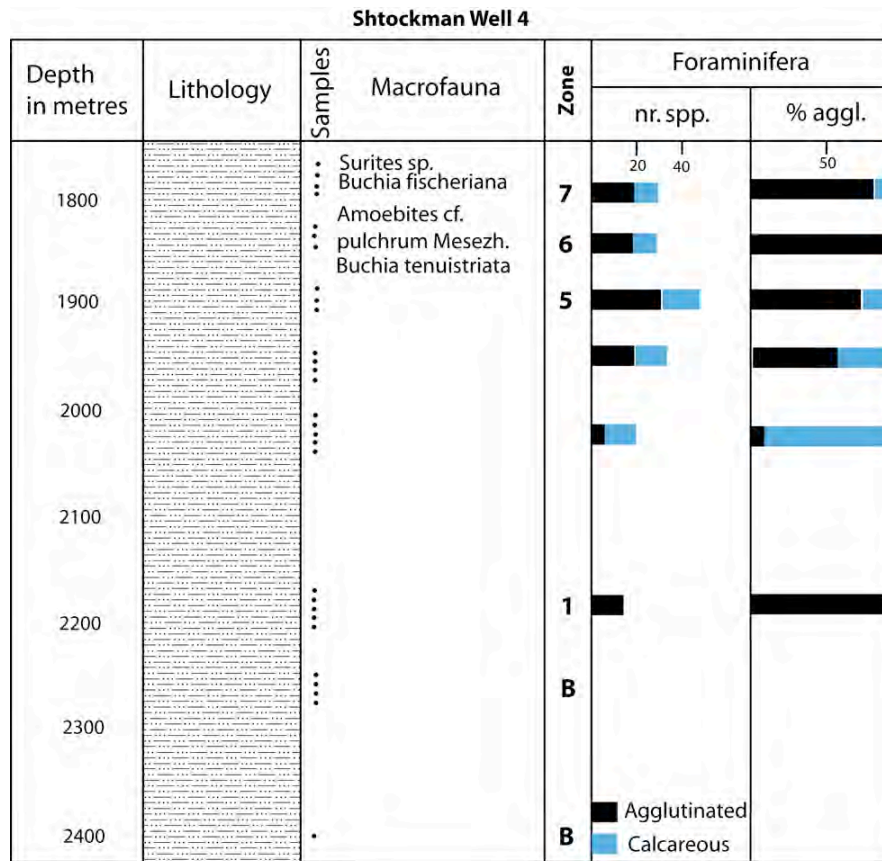 Shtockman Well 4
Depth
in metres
Lithology
Samples
Macrofauna
Zone
Foraminifera
nr. spp.
% aggl.
20 40
50
Surites sp.
Buchia fischeriana
Amoebites cf.
pulchrum Mesezh.
Buchia tenuistriata
1800
1900
2000
2100
2200
2300
2400
7
6
5
1
B
B
Agglutinated
Calcareous